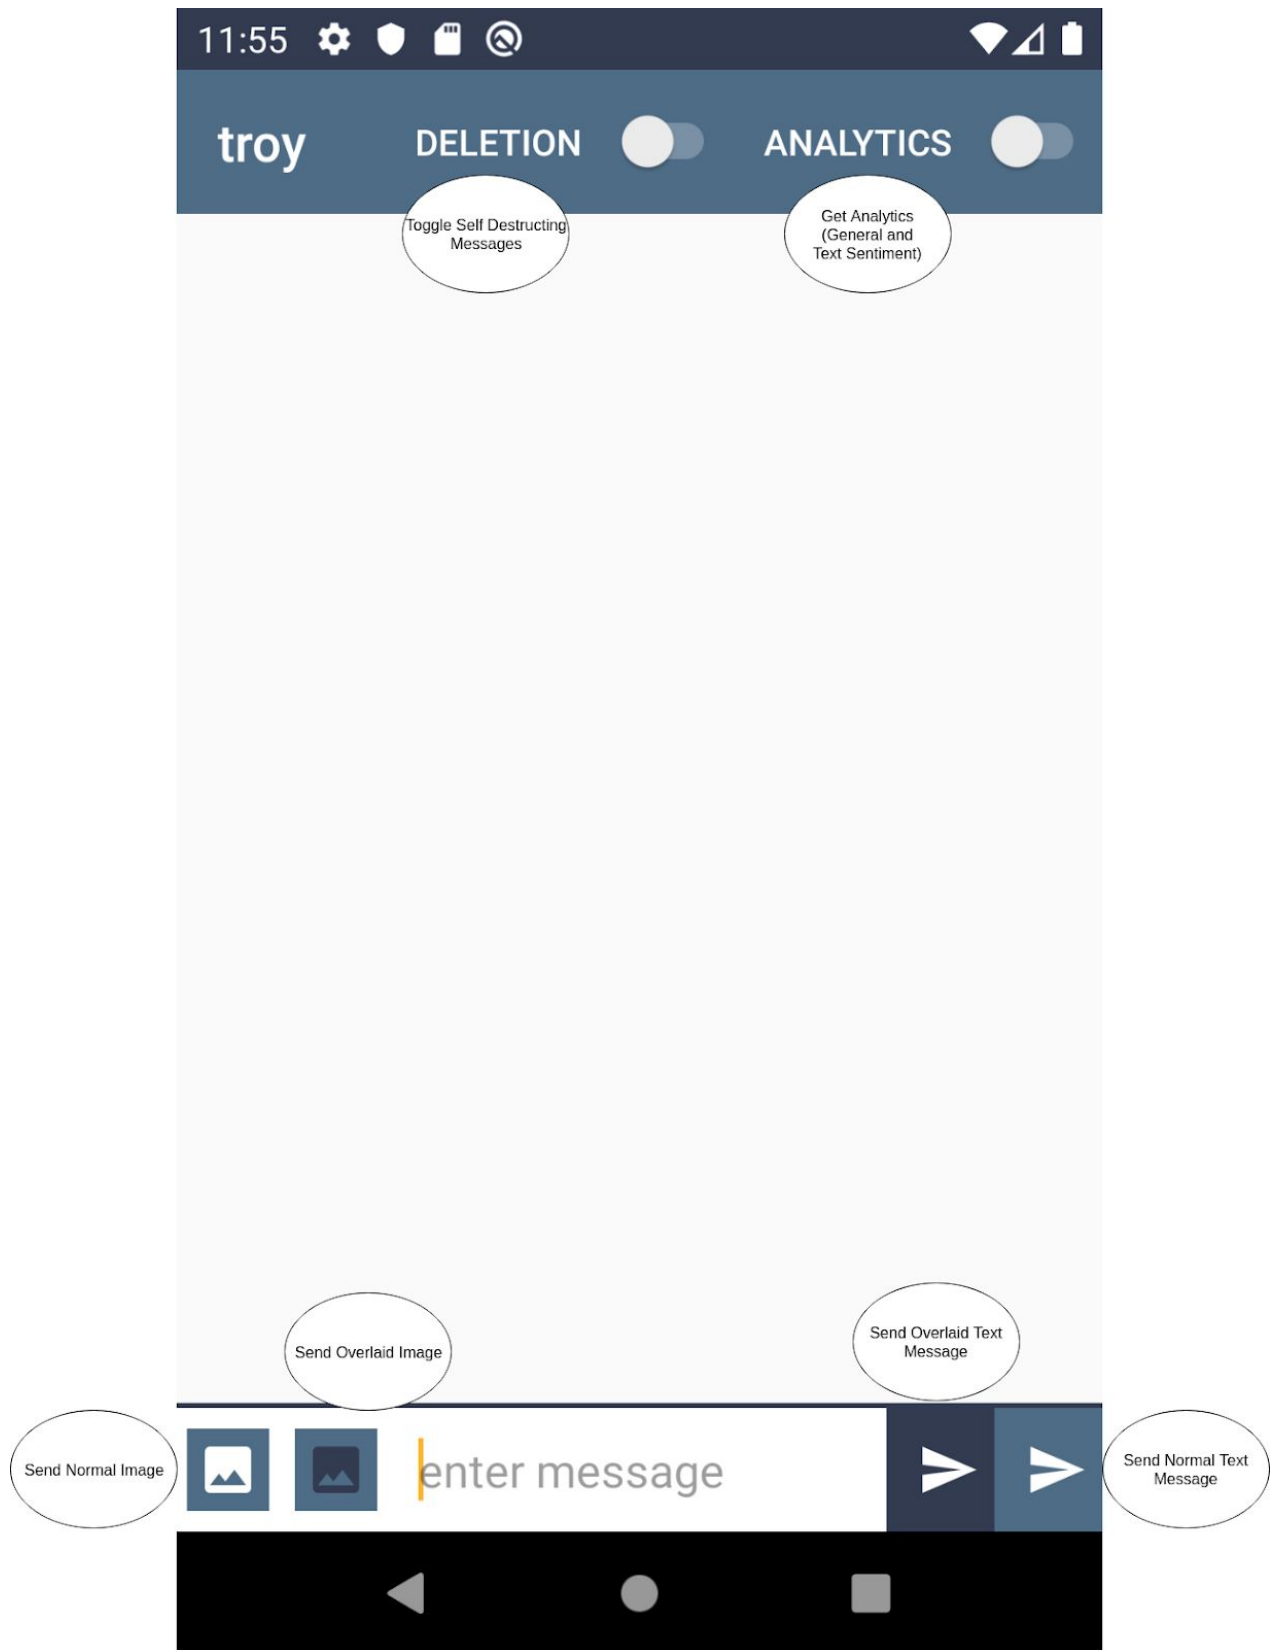 11:55
troy DELETION ANALYTICS
Toggle Self Destructing
Messages
Get Analytics
(General and
Text Sentiment)
Send Overlaid Image
Send Overlaid Text
Message
Send Normal Image
enter message
Send Normal Text
Message